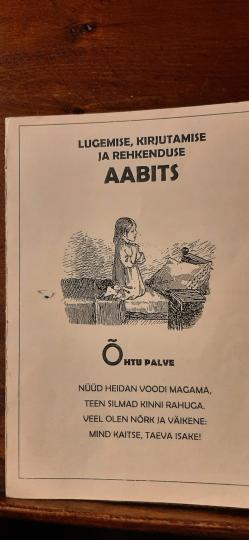 LUGEMISE, KIRJUTAMISE
JA REHKENDUSE
AABITS
ÕHTU PALVE
NÜÜD HEIDAN VOODI MAGAMA,
TEEN SILMAD KINNI RAHUGA.
VEEL OLEN NÕRK JA VÄIKENE:
MIND KAITSE, TAEVA ISAKE!